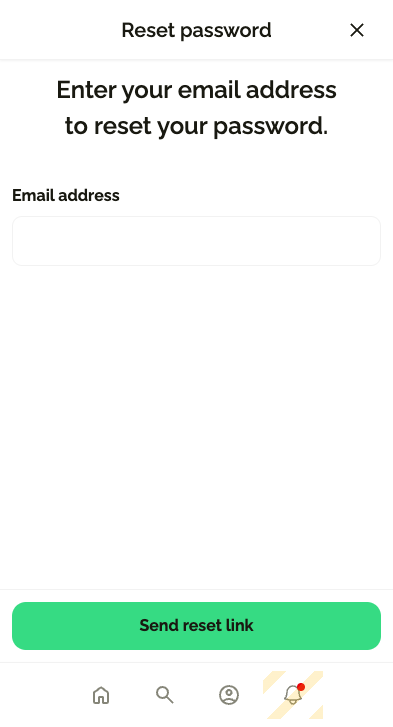 Reset password
Enter your email address
to reset your password.
Email address
Send reset link